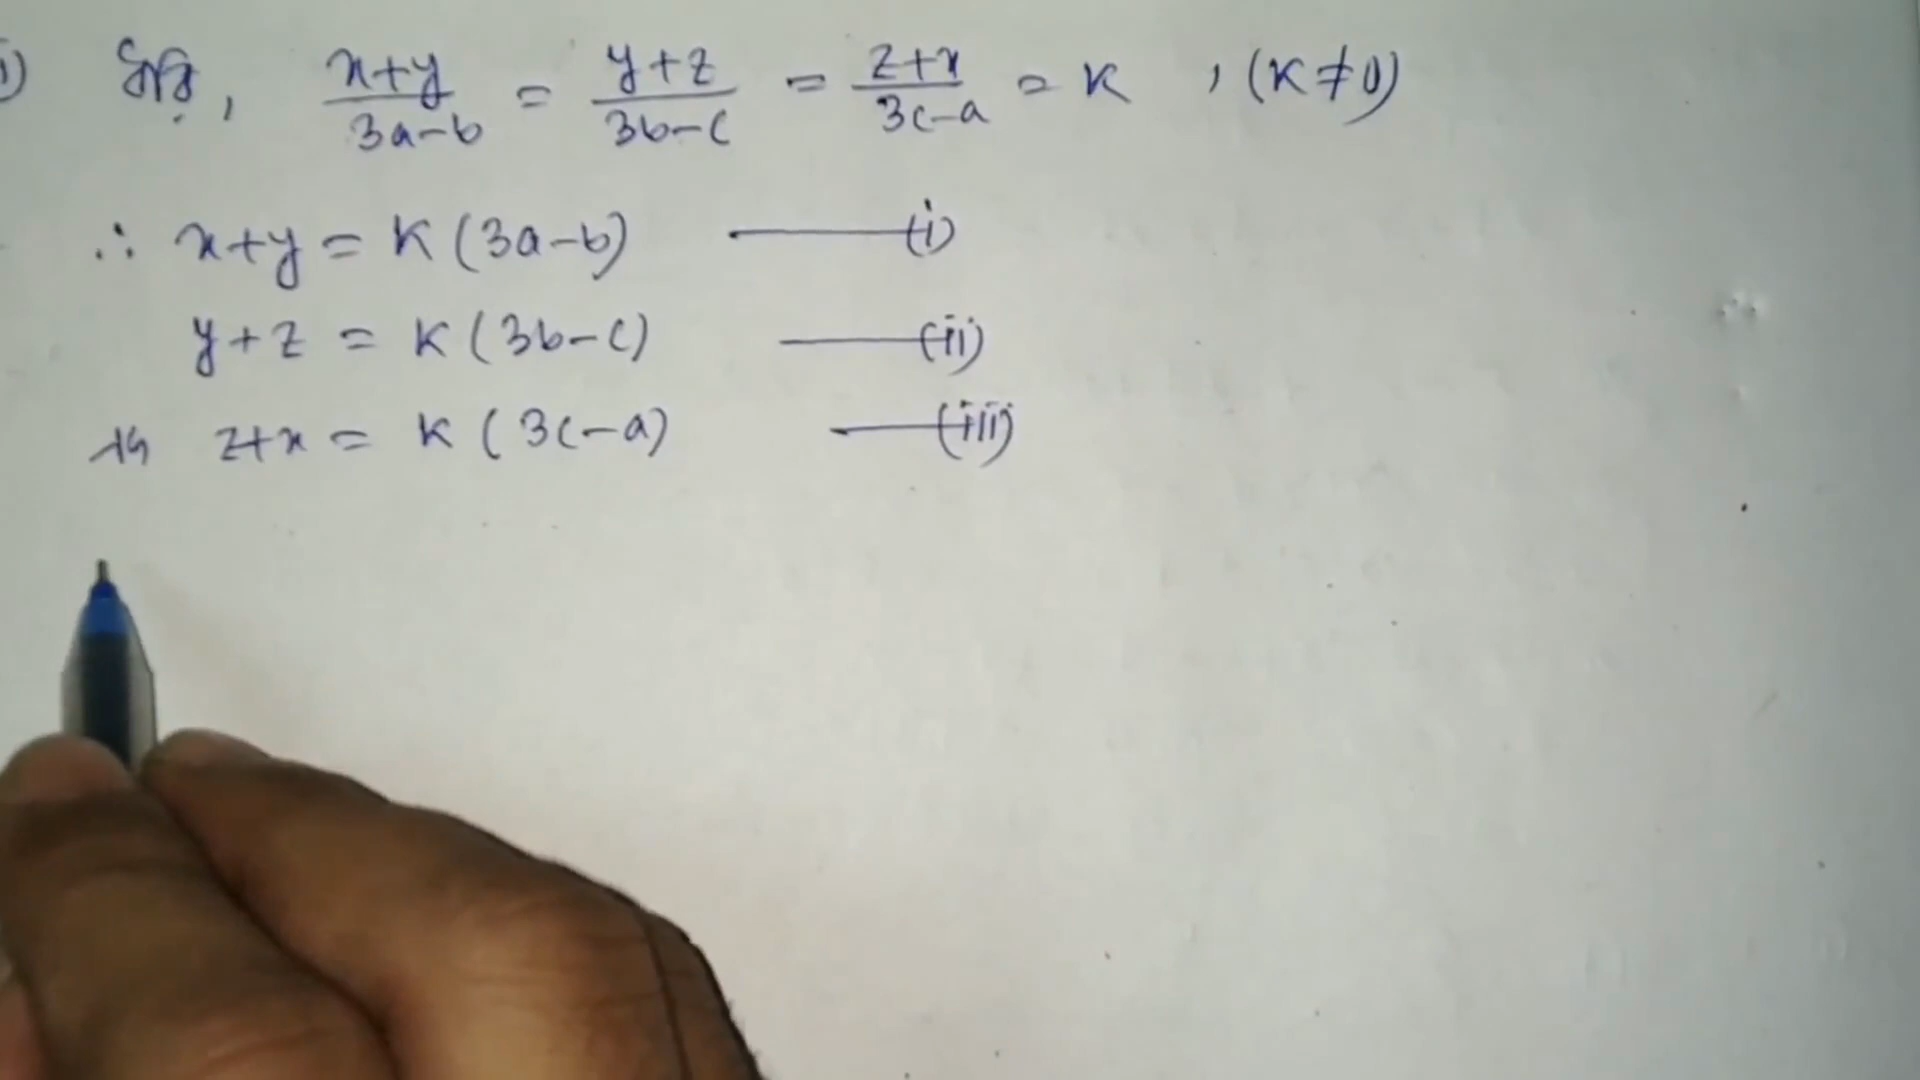 i) ধরি, x+y/3a-b = y+z/3b-c = z+x/3c-a = K , (K≠0)
∴ x+y = K(3a-b) —(i)
y+z = K(3b-c) —(ii)
z+x = K(3c-a) —(iii)